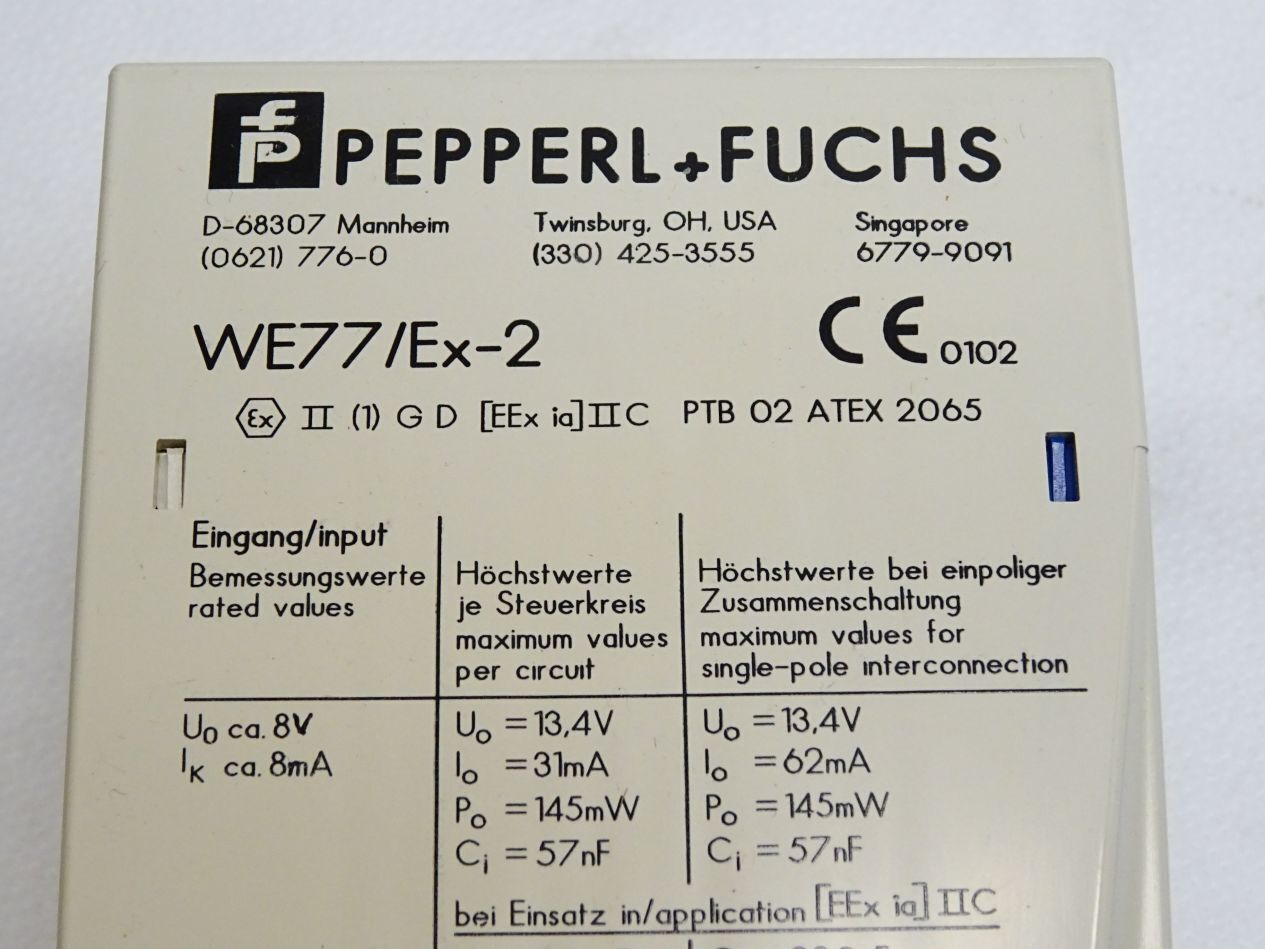 fp PEPPERL+FUCHS
D-68307 Mannheim Twinsburg, OH, USA Singapore
(0621) 776-0 (330) 425-3555 6779-9091
WE77/Ex-2 CE 0102
Ex II (1) G D [EEx ia]IIC PTB 02 ATEX 2065
Eingang/input
Bemessungswerte
rated values
Höchstwerte
je Steuerkreis
maximum values
per circuit
Höchstwerte bei einpoliger
Zusammenschaltung
maximum values for
single-pole interconnection
U0 ca. 8V
IK ca. 8mA
Uo =13,4V
Io =31mA
Po =145mW
Ci =57nF
Uo =13,4V
Io =62mA
Po =145mW
Ci =57nF
bei Einsatz in/application [EEx ia] IIC